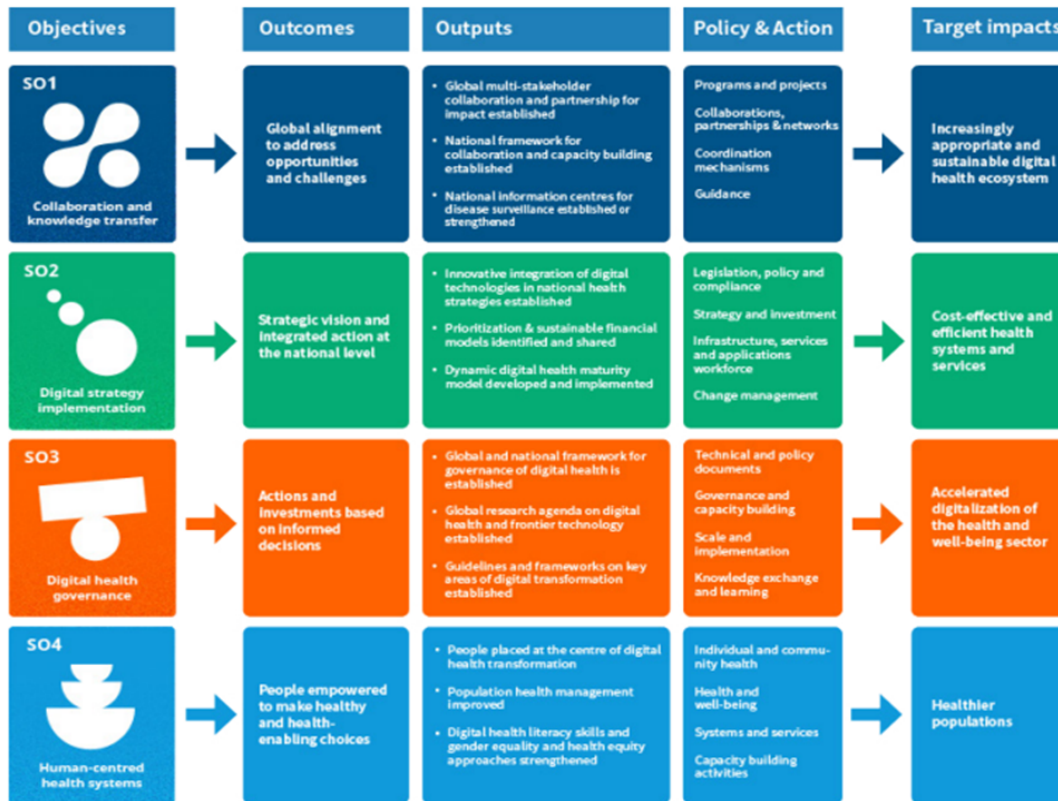 Objectives
Outcomes
Outputs
Policy & Action
Target impacts
SO1
Collaboration and
knowledge transfer
Global alignment
to address
opportunities
and challenges
• Global multi-stakeholder
collaboration and partnership for
impact established
• National framework for
collaboration and capacity building
established
• National information centres for
disease surveillance established or
strengthened
Programs and projects
Collaborations,
partnerships & networks
Coordination
mechanisms
Guidance
Increasingly
appropriate and
sustainable digital
health ecosystem
SO2
Digital strategy
implementation
Strategic vision and
integrated action at
the national level
• Innovative integration of digital
technologies in national health
strategies established
• Prioritization & sustainable financial
models identified and shared
• Dynamic digital health maturity
model developed and implemented
Legislation, policy and
compliance
Strategy and investment
Infrastructure, services
and applications
workforce
Change management
Cost-effective and
efficient health
systems and
services
SO3
Digital health
governance
Actions and
investments based
on informed
decisions
• Global and national framework for
governance of digital health is
established
• Global research agenda on digital
health and frontier technology
established
• Guidelines and frameworks on key
areas of digital transformation
established
Technical and policy
documents
Governance and
capacity building
Scale and
implementation
Knowledge exchange
and learning
Accelerated
digitalization of
the health and
well-being sector
SO4
Human-centred
health systems
People empowered
to make healthy
and health-
enabling choices
• People placed at the centre of digital
health transformation
• Population health management
improved
• Digital health literacy skills and
gender equality and health equity
approaches strengthened
Individual and commu-
nity health
Health and
well-being
Systems and services
Capacity building
activities
Healthier
populations